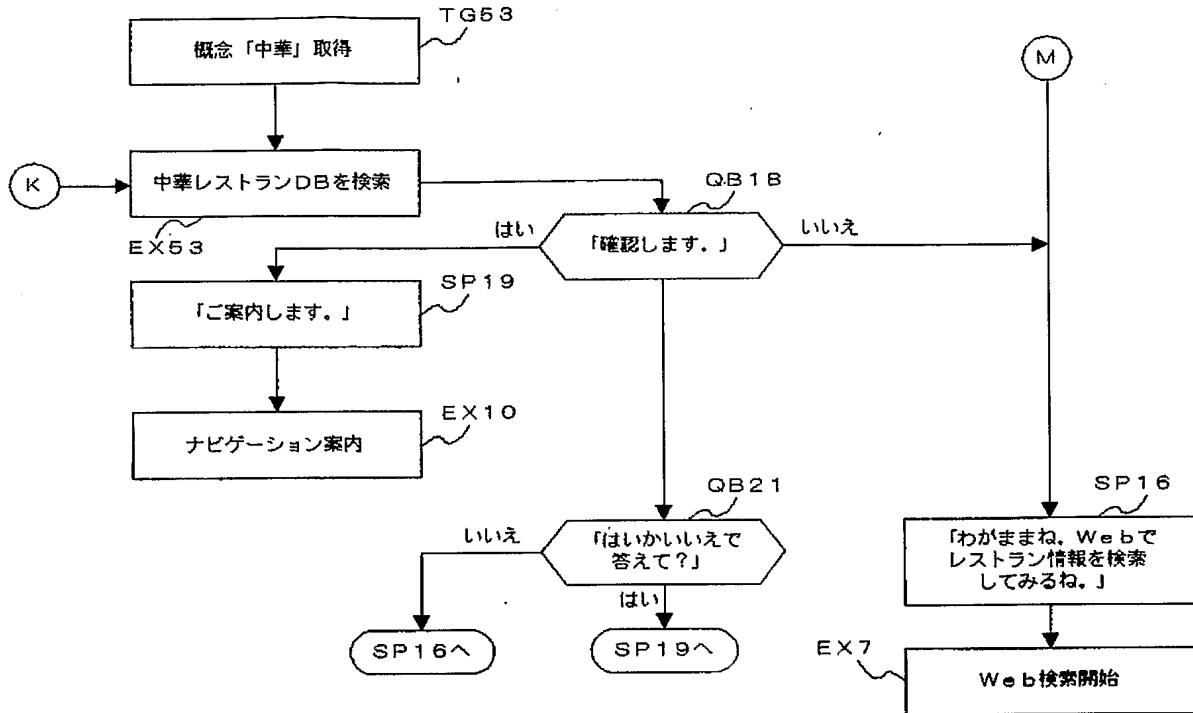 TG53
概念「中華」取得
M
K
中華レストランDBを検索
EX53
QB18
はい
「確認します。」
いいえ
SP19
「ご案内します。」
EX10
ナビゲーション案内
QB21
いいえ
「はいかいいえで
答えて?」
はい
SP16へ
SP19へ
SP16
「わがままね。Webで
レストラン情報を検索
してみるね。」
EX7
Web検索開始